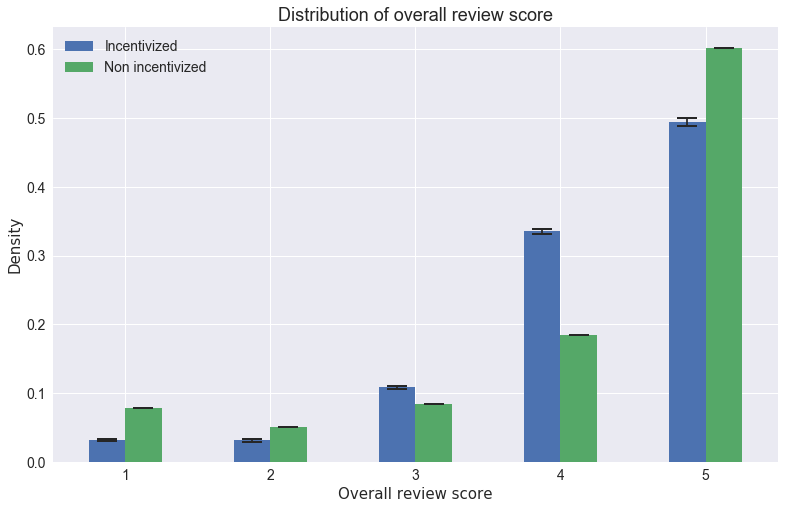 Distribution of overall review score
Incentivized
Non incentivized
0.6
0.5
0.4
0.3
0.2
0.1
0.0
Density
1 2 3 4 5
Overall review score